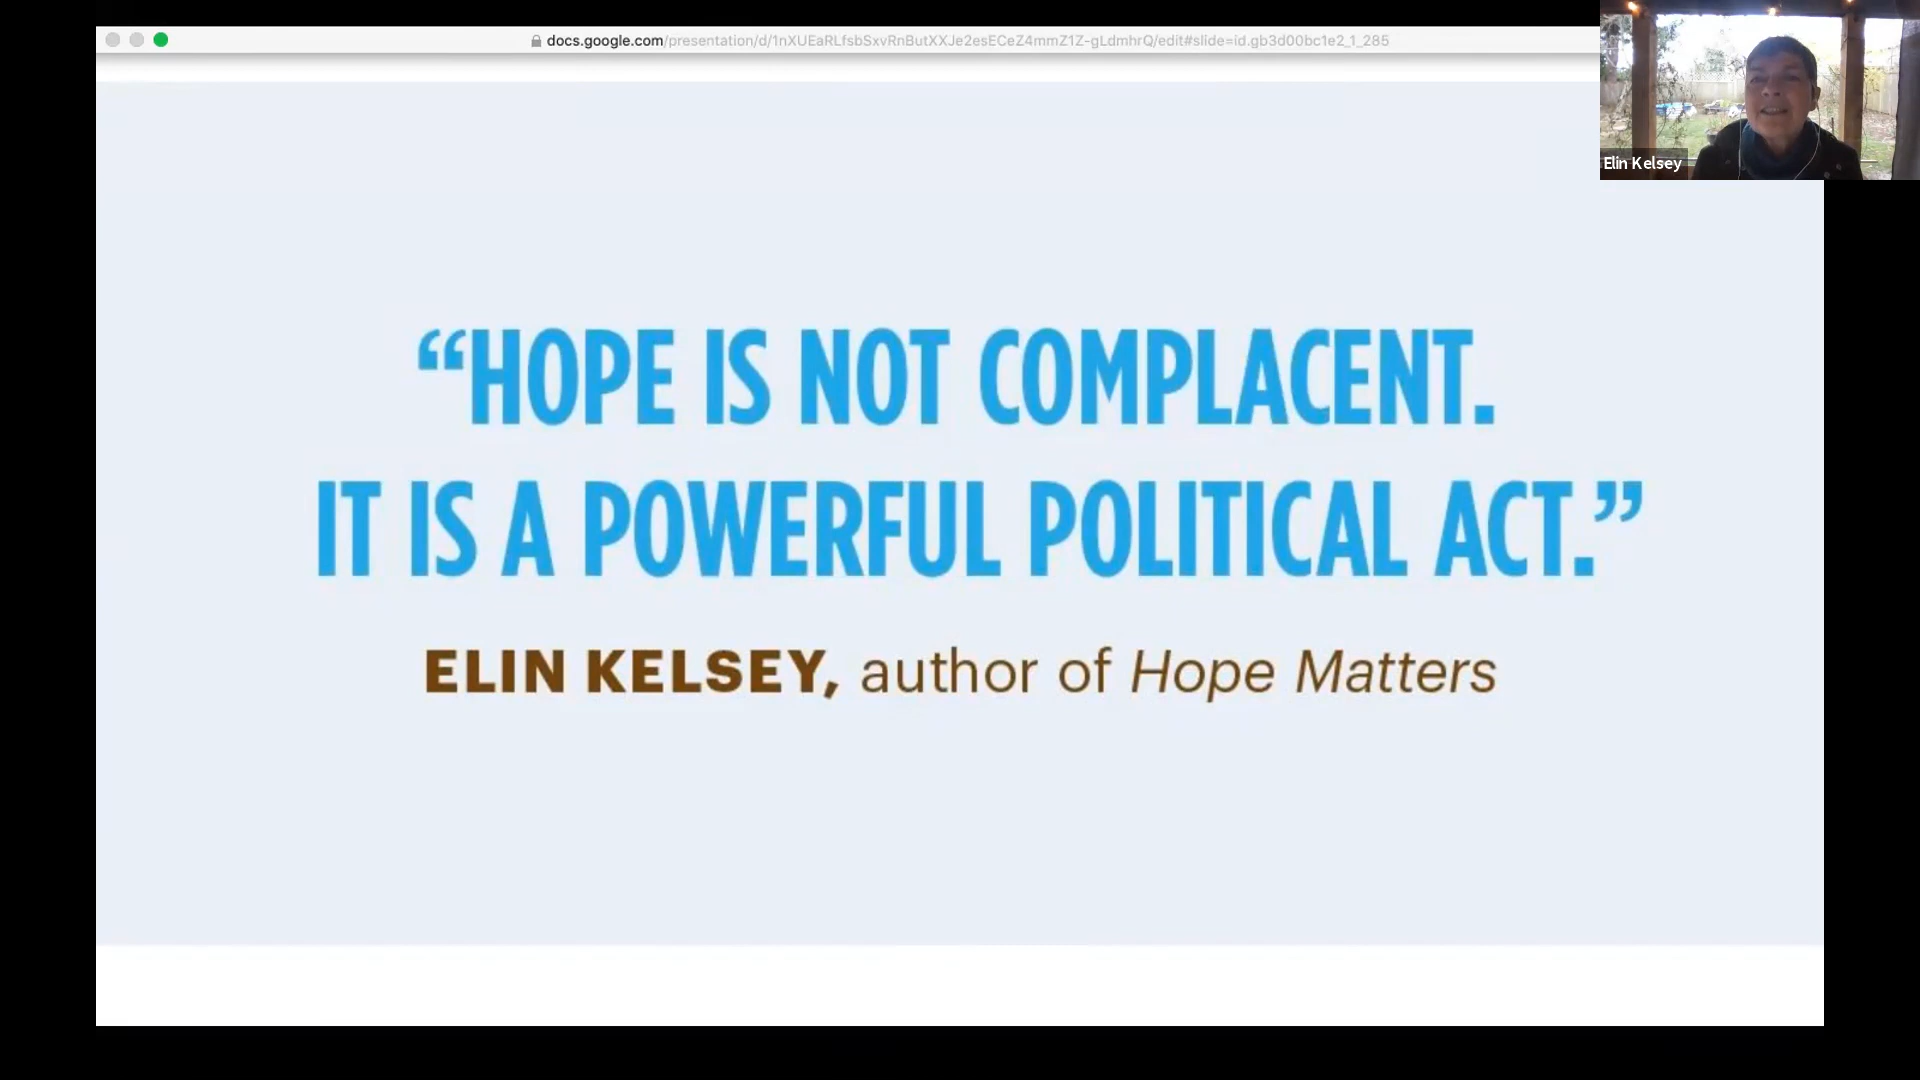 docs.google.com/presentation/d/1nXUEaRLfsbSxvRnButXXJe2esECeZ4mmZ1Z-gLdmhrQ/edit#slide=id.gb3d00bc1e2_1_285
Elin Kelsey
“HOPE IS NOT COMPLACENT.
IT IS A POWERFUL POLITICAL ACT.”
ELIN KELSEY, author of Hope Matters